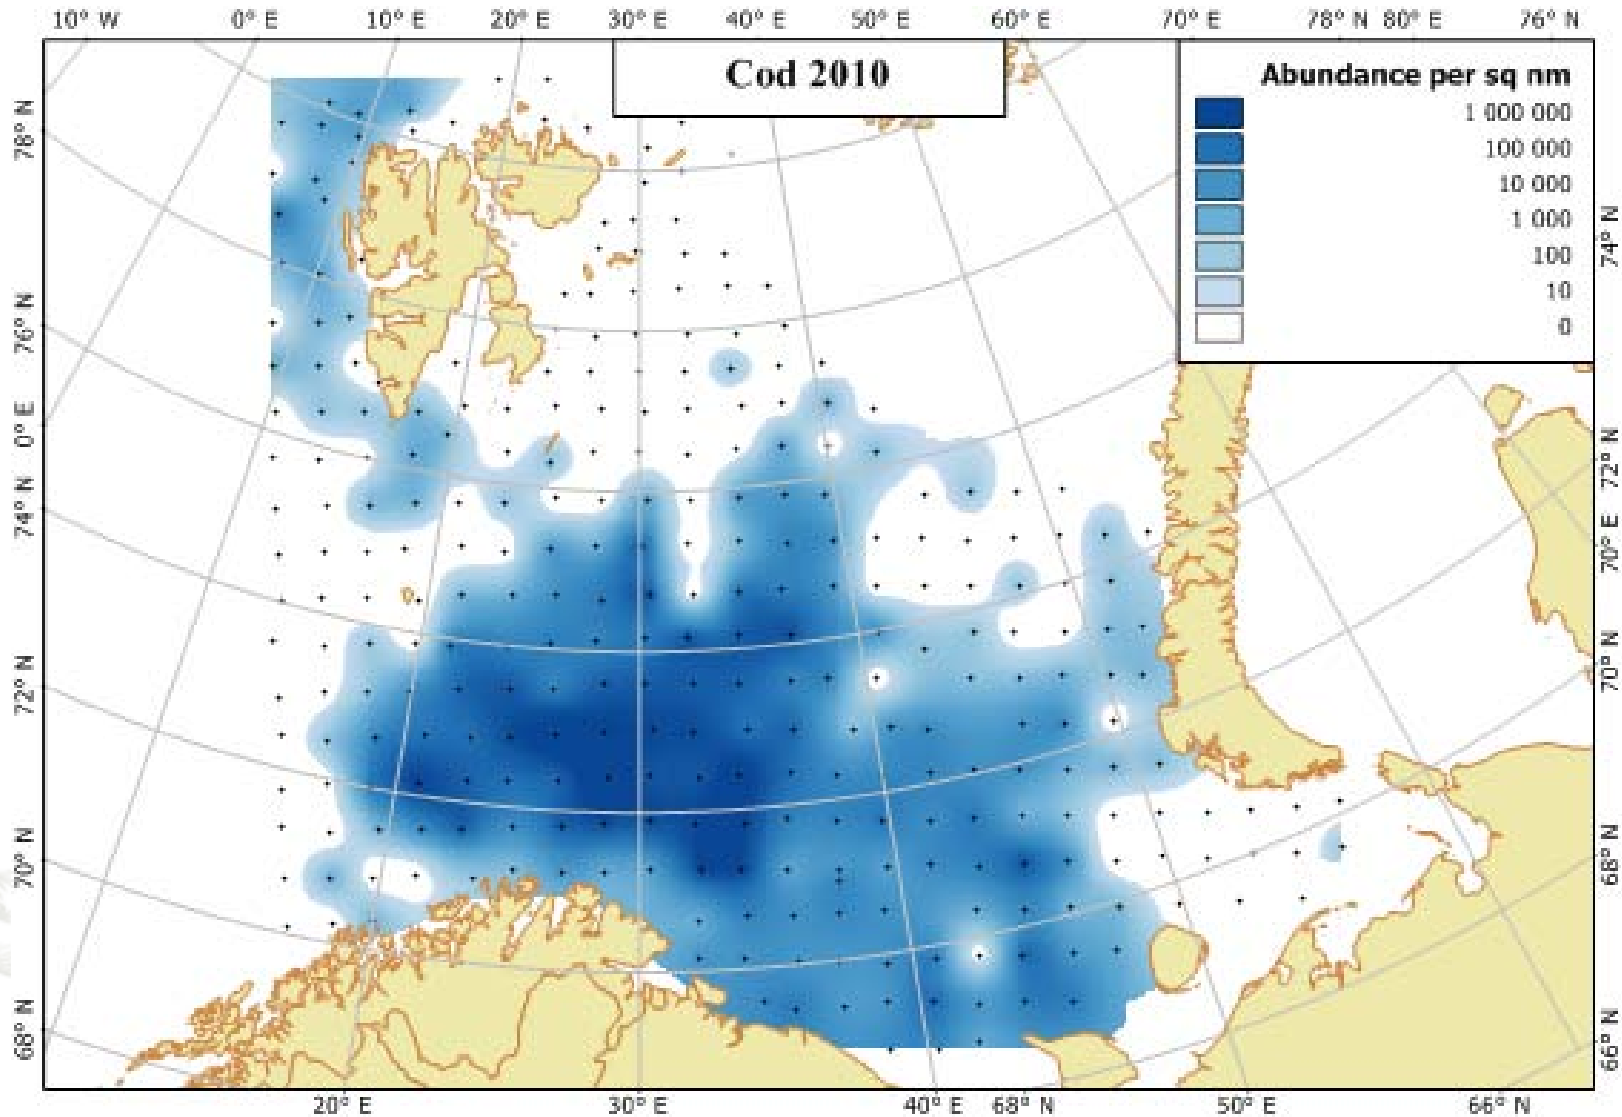 10° W 0° E 10° E 20° E 30° E 40° E 50° E 60° E 70° E 78° N 80° E 76° N
Cod 2010
Abundance per sq nm
1 000 000
100 000
10 000
1 000
100
10
0
78° N
76° N
0° E
74° N
72° N
70° N
68° N
74° N
72° N
70° E
70° N
68° N
66° N
20° E 30° E 40° E 68° N 50° E 66° N